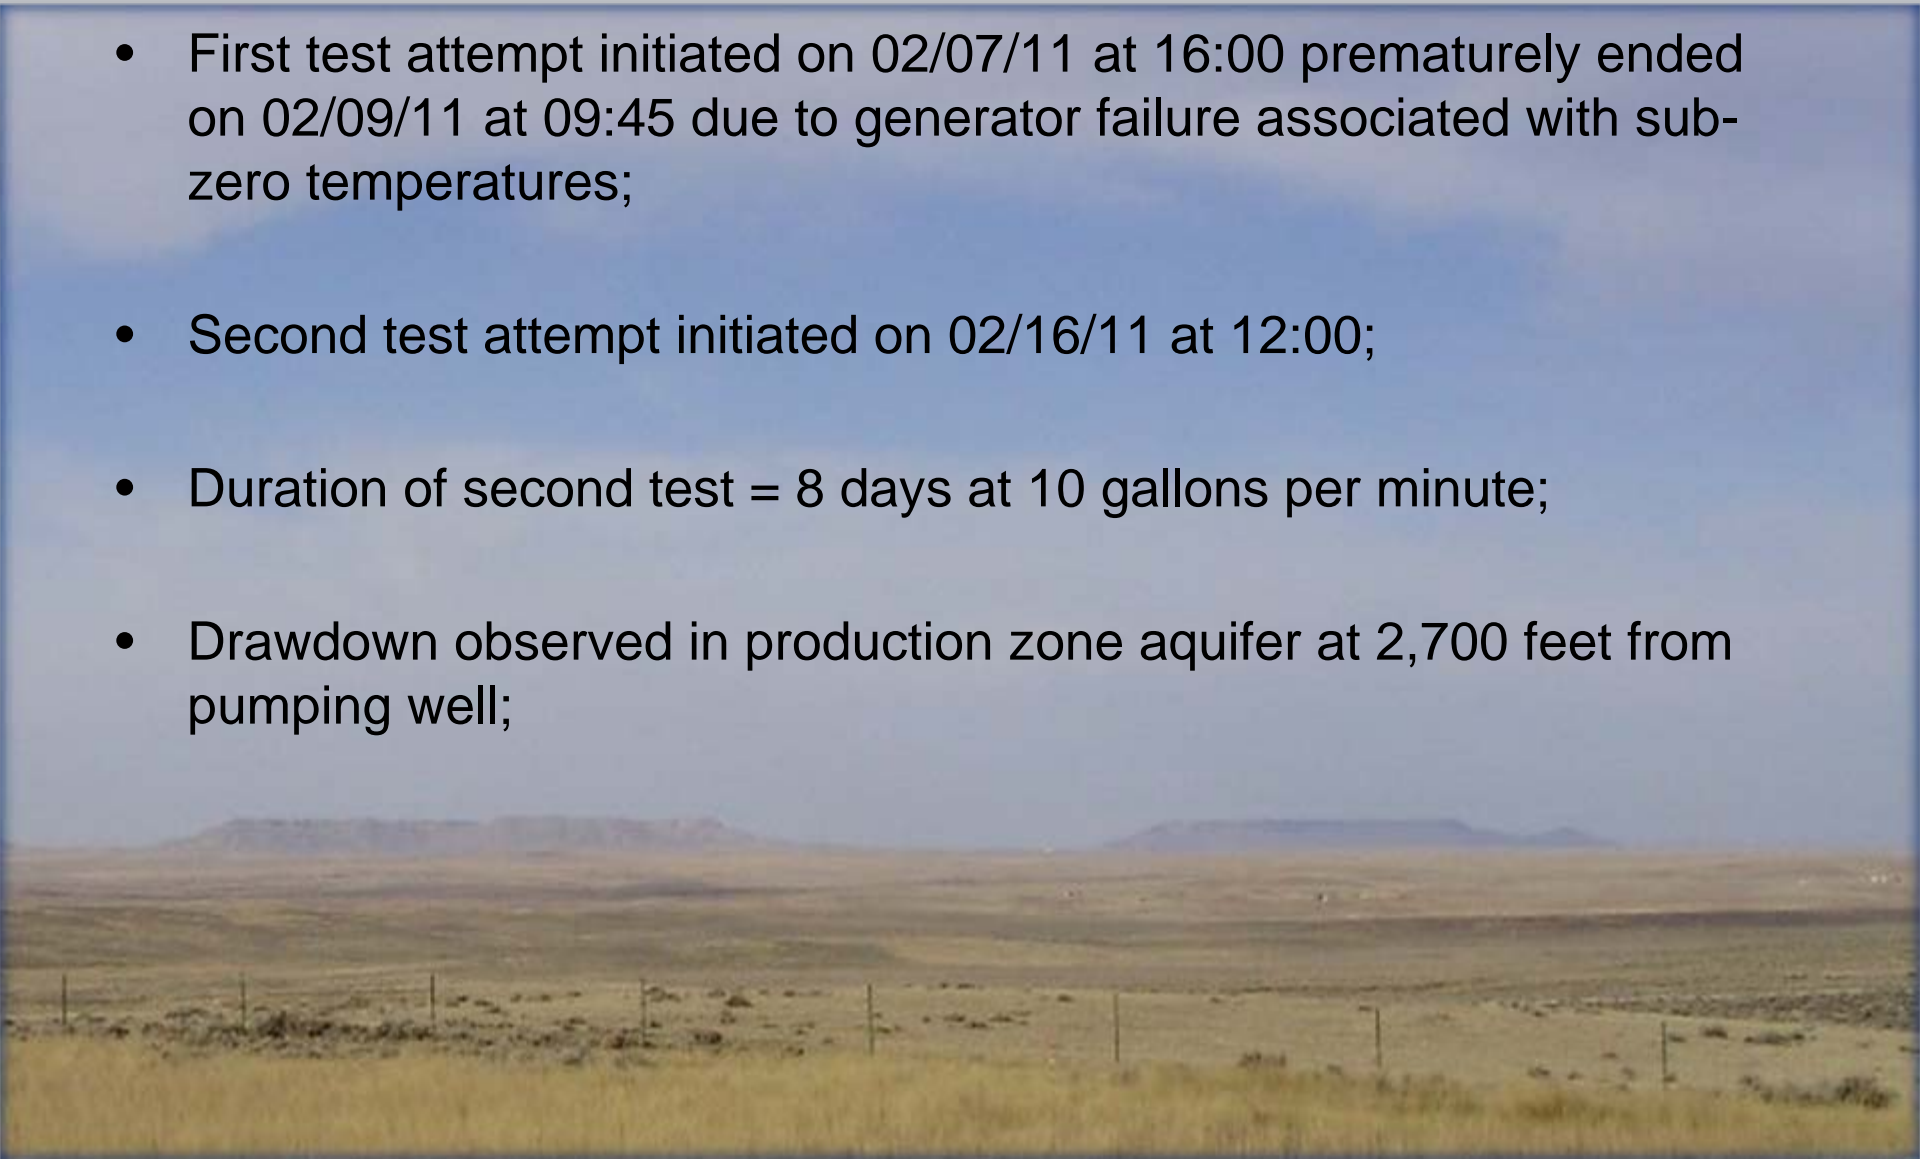 • First test attempt initiated on 02/07/11 at 16:00 prematurely ended
on 02/09/11 at 09:45 due to generator failure associated with sub-
zero temperatures;
• Second test attempt initiated on 02/16/11 at 12:00;
• Duration of second test = 8 days at 10 gallons per minute;
• Drawdown observed in production zone aquifer at 2,700 feet from
pumping well;